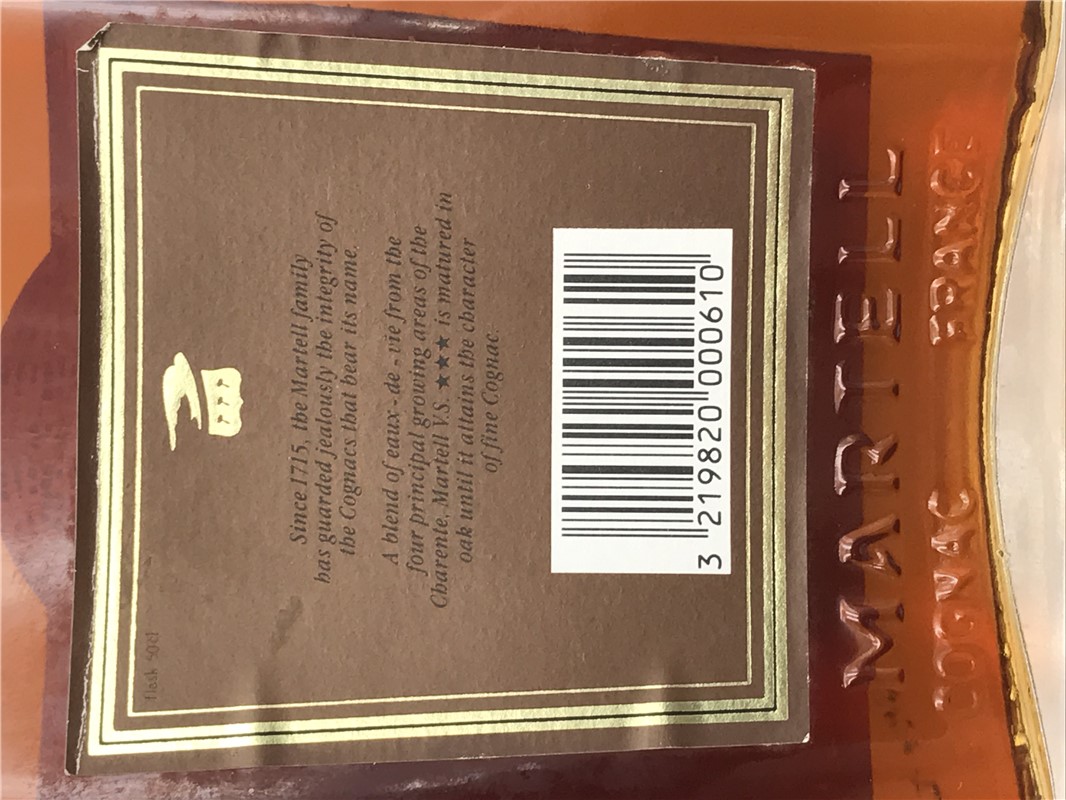 flask 50cl
Since 1715, the Martell family
has guarded jealously the integrity of
the Cognacs that bear its name.
A blend of eaux - de - vie from the
four principal growing areas of the
Charente, Martell V.S. ★★★ is matured in
oak until it attains the character
of fine Cognac.
3 219820 000610
MARTELL
COGNAC FRANCE